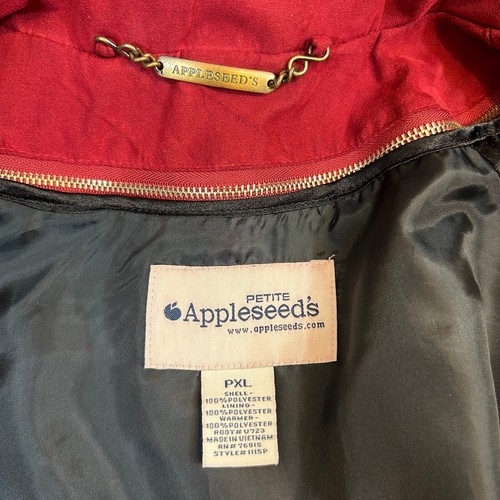 APPLESEED'S
PETITE
Appleseed's
www.appleseeds.com
PXL
SHELL-
100%POLYESTER
LINING-
100%POLYESTER
WARMER-
100%POLYESTER
BODY# U723
MADE IN VIETNAM
RN# 76915
STYLE# 1115P